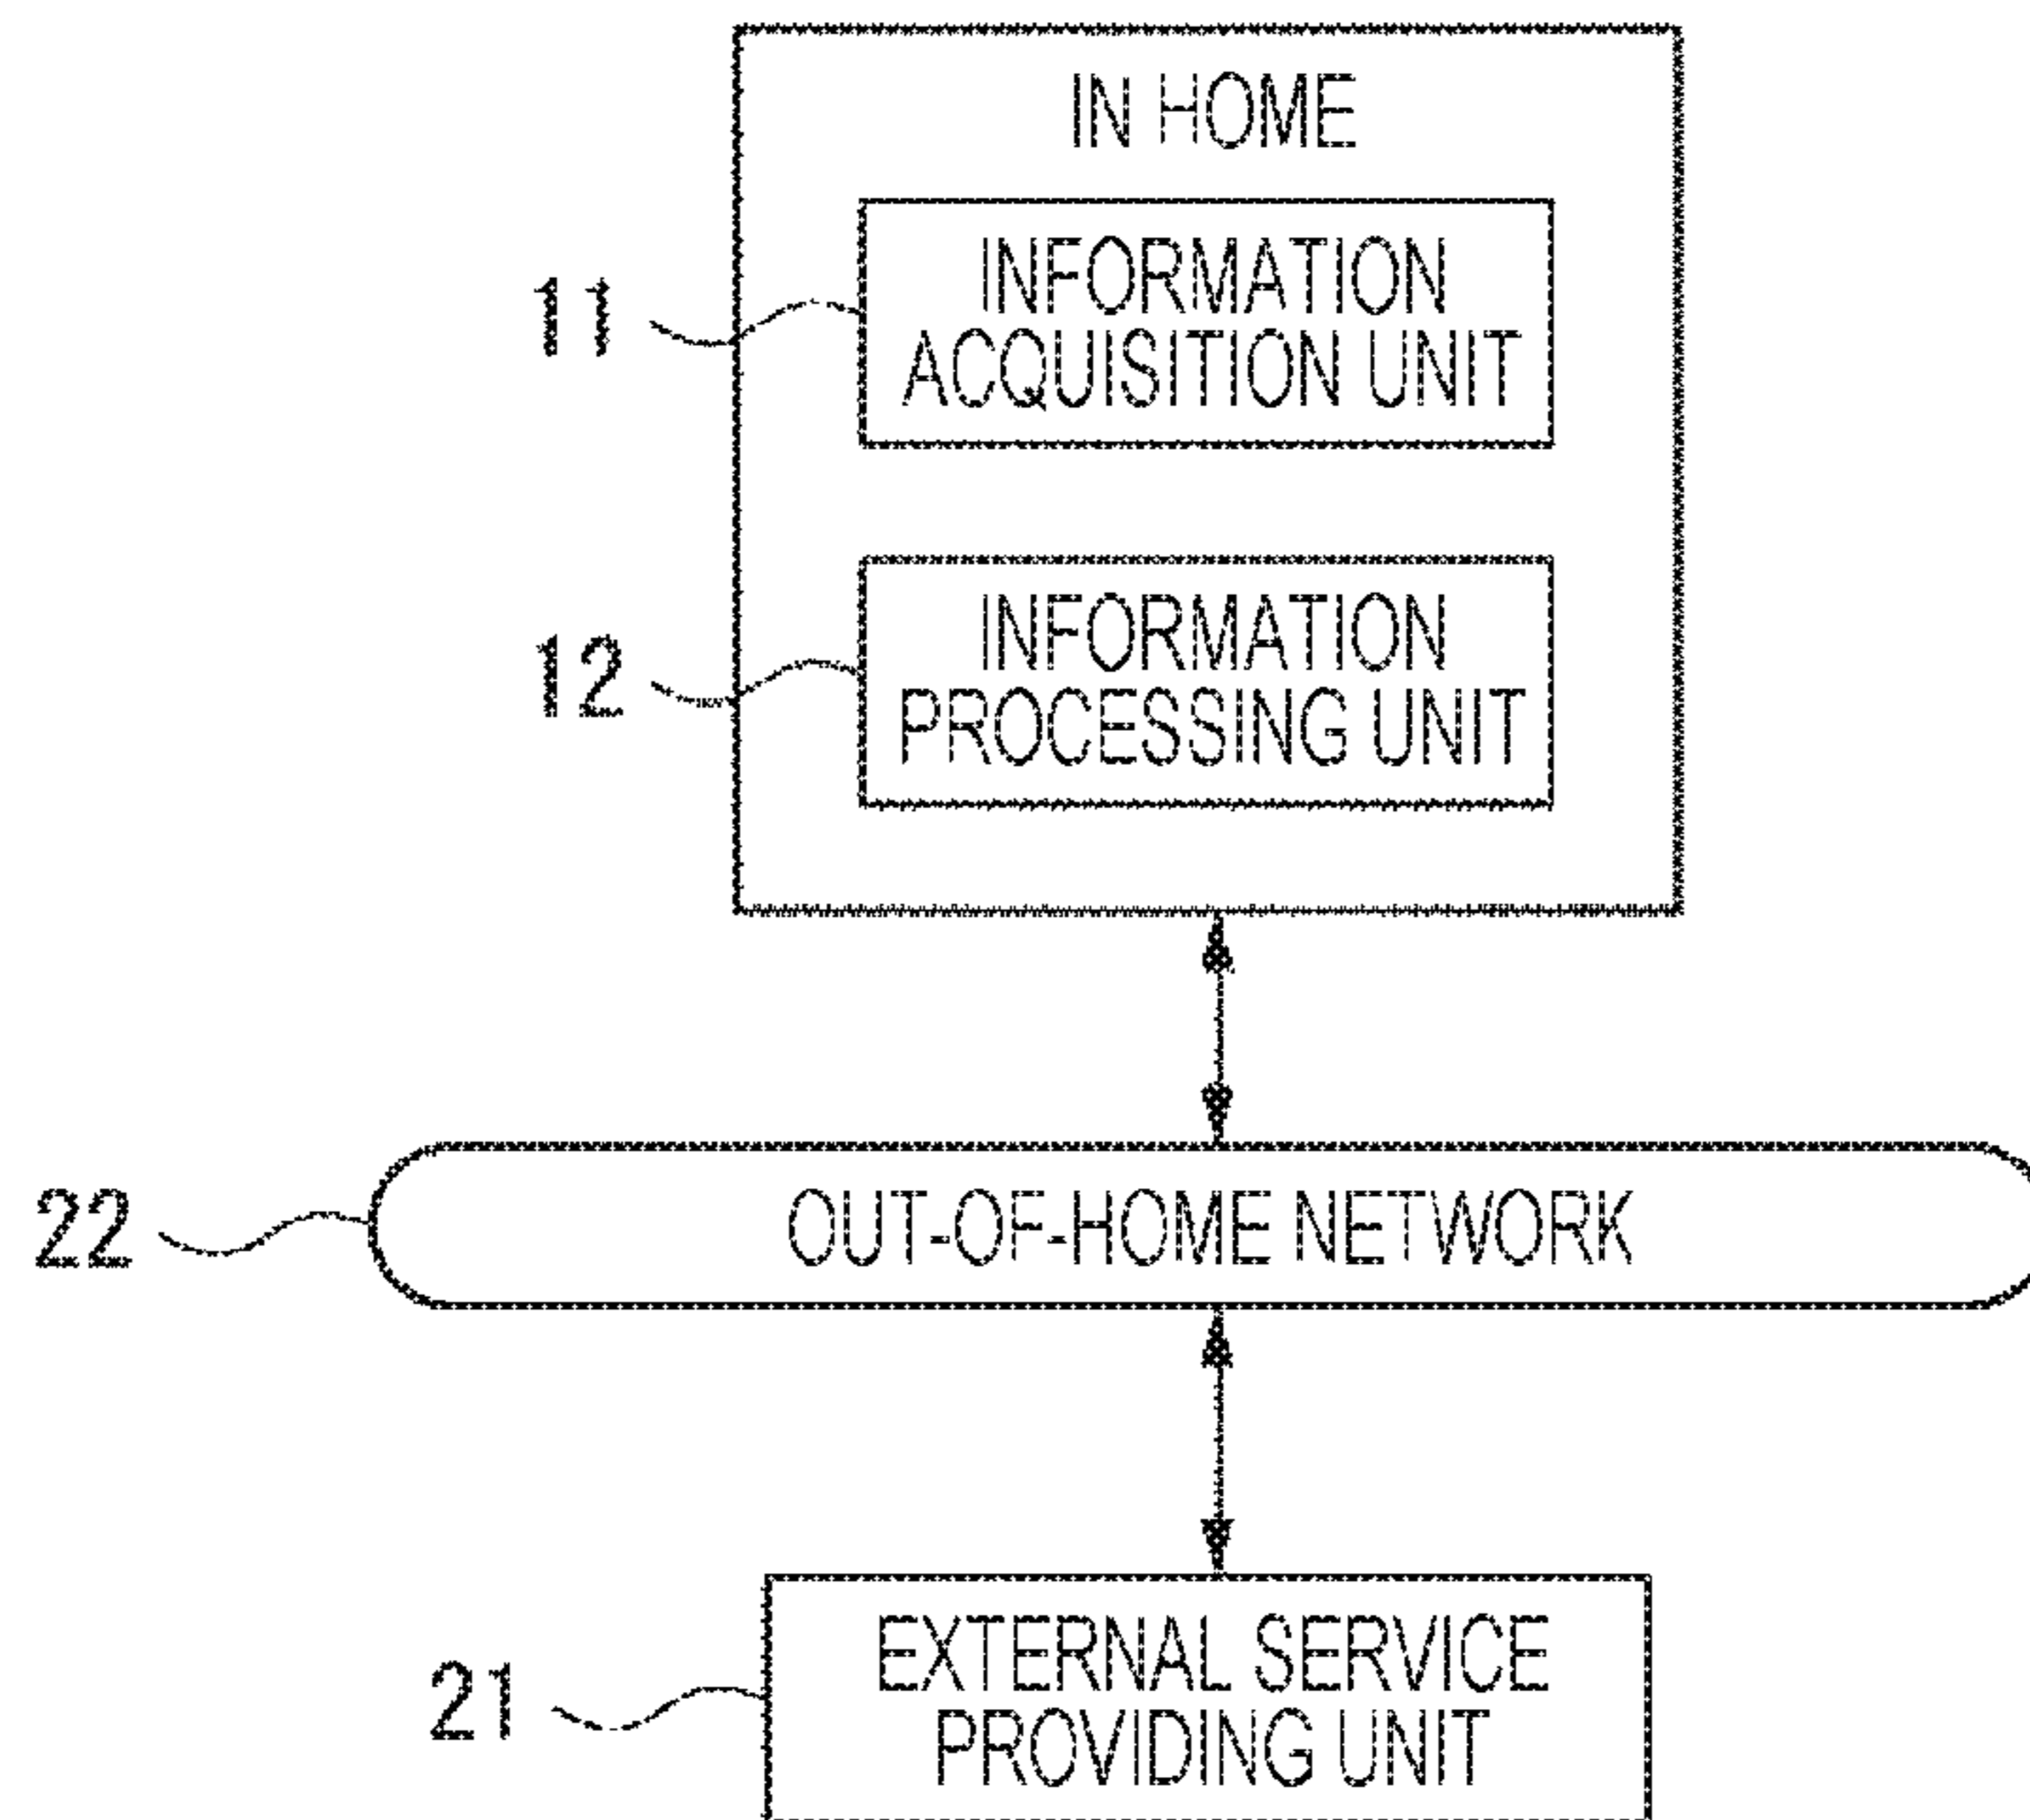 IN HOME
11
INFORMATION
ACQUISITION UNIT
12
INFORMATION
PROCESSING UNIT
22
OUT-OF-HOME NETWORK
21
EXTERNAL SERVICE
PROVIDING UNIT